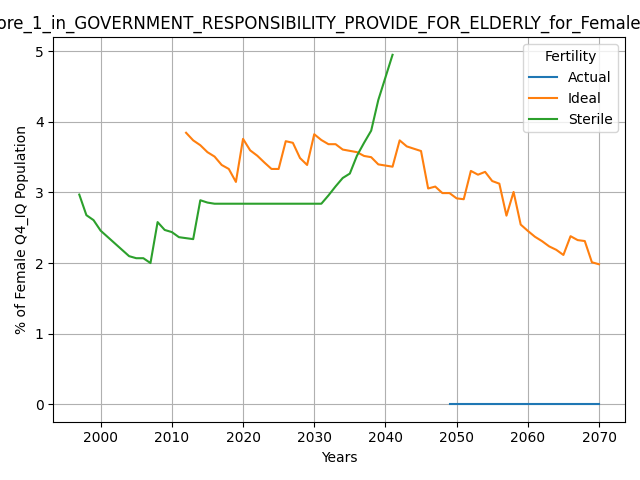 ore_1_in_GOVERNMENT_RESPONSIBILITY_PROVIDE_FOR_ELDERLY_for_Female
Fertility
Actual
Ideal
Sterile
% of Female Q4_IQ Population
5
4
3
2
1
0
2000 2010 2020 2030 2040 2050 2060 2070
Years